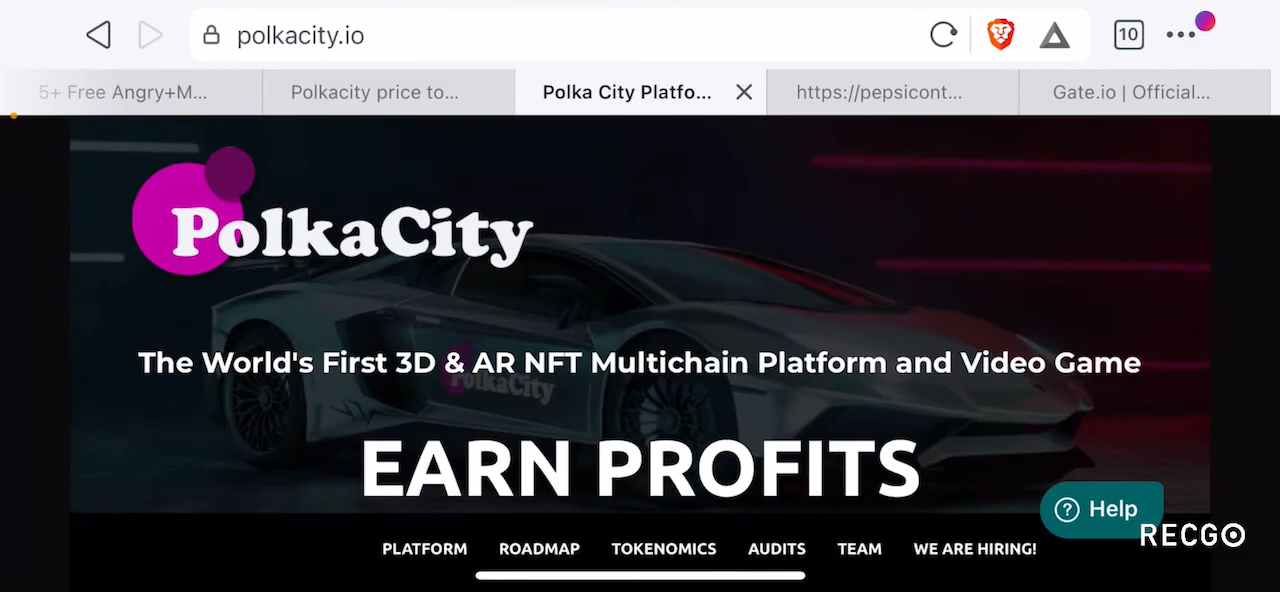 polkacity.io
10
5+ Free Angry+M...
Polkacity price to...
Polka City Platfo...
https://pepsicont...
Gate.io | Official...
PolkaCity
The World's First 3D & AR NFT Multichain Platform and Video Game
PolkaCity
EARN PROFITS
? Help
RECGO
PLATFORM ROADMAP TOKENOMICS AUDITS TEAM WE ARE HIRING!